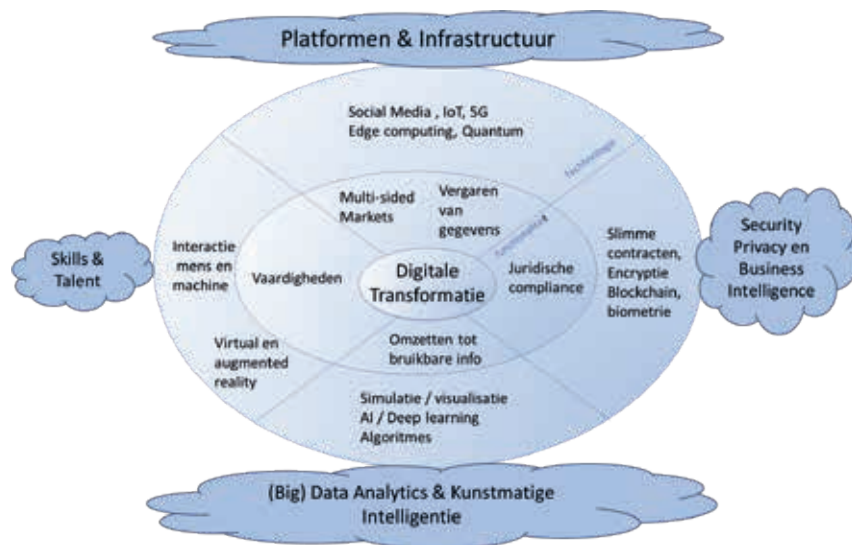 Platformen & Infrastructuur
Social Media , IoT, 5G
Edge computing, Quantum
Technologie
Multi-sided
Markets
Vergaren
van
gegevens
Skills &
Talent
Interactie
mens en
machine
Vaardigheden
Digitale
Transformatie
Juridische
compliance
Slimme
contracten,
Encryptie
Blockchain,
biometrie
Security
Privacy en
Business
Intelligence
Virtual en
augmented
reality
Omzetten tot
bruikbare info
Simulatie / visualisatie
AI / Deep learning
Algoritmes
(Big) Data Analytics & Kunstmatige
Intelligentie